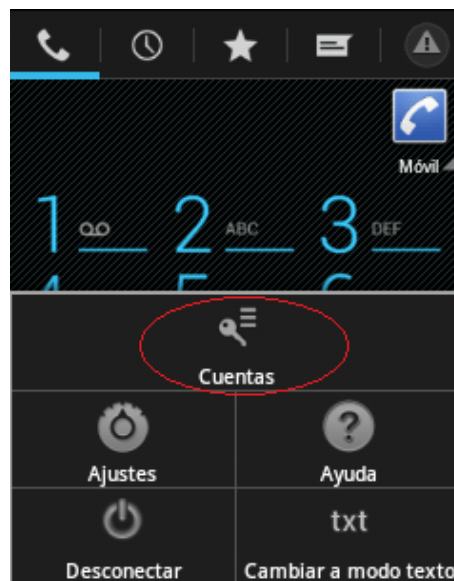 Móvil
1 2 ABC 3 DEF
Cuentas
Ajustes Ayuda
txt
Desconectar Cambiar a modo texto